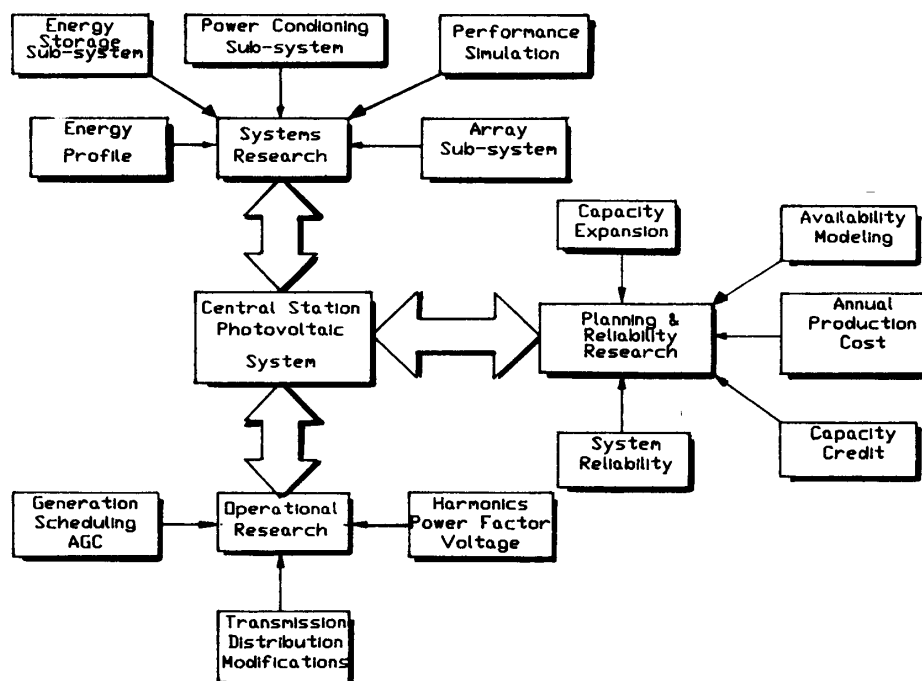 Energy
Storage
Sub-system
Power Condioning
Sub-system
Performance
Simulation
Energy
Profile
Systems
Research
Array
Sub-system
Capacity
Expansion
Availability
Modeling
Central Station
Photovoltaic
System
Planning &
Reliability
Research
Annual
Production
Cost
System
Reliability
Capacity
Credit
Generation
Scheduling
AGC
Operational
Research
Harmonics
Power Factor
Voltage
Transmission
Distribution
Modifications